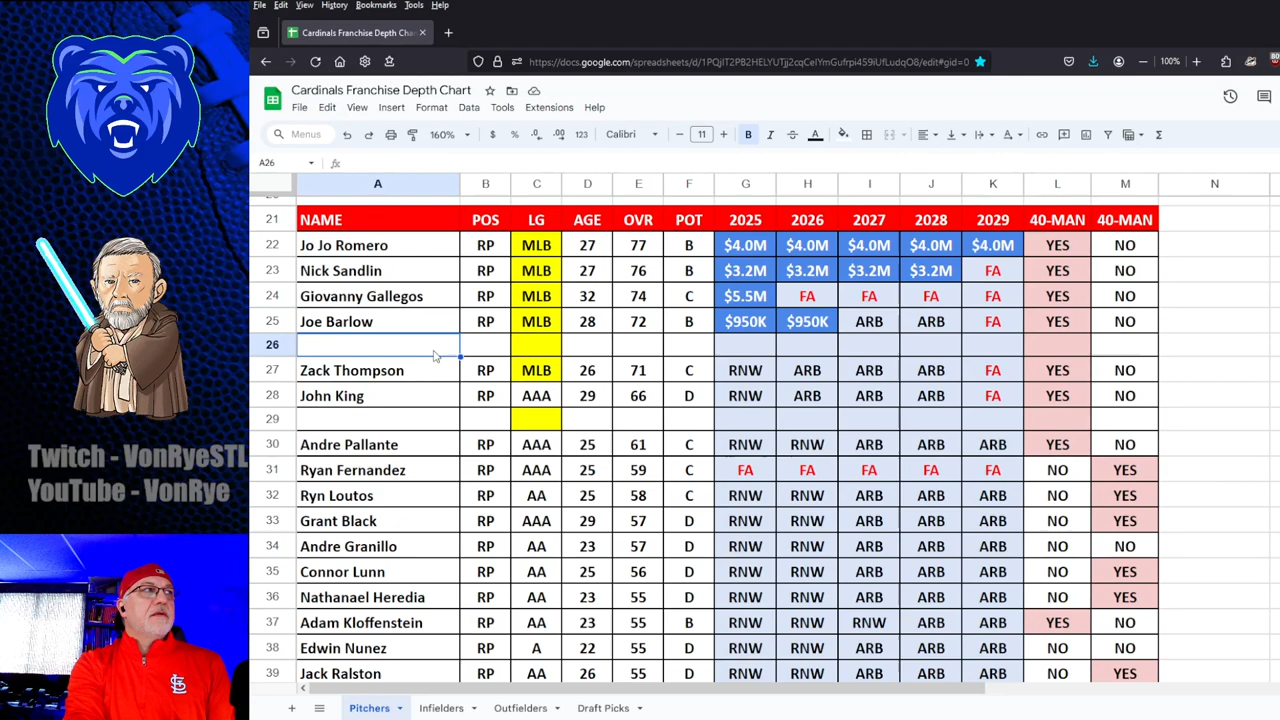 File Edit View History Bookmarks Tools Help
Cardinals Franchise Depth Cha
https://docs.google.com/spreadsheets/d/1PQjIT2PB2HELYUTjj2cqCeIYmGufrpi459iUfLudqO8/edit#gid=0 100%
Cardinals Franchise Depth Chart
File Edit View Insert Format Data Tools Extensions Help
Menus 160% $ % .0 .00 123 Calibri 11 B I A
A26 fx
A B C D E F G H I J K L M N
21 NAME POS LG AGE OVR POT 2025 2026 2027 2028 2029 40-MAN 40-MAN
22 Jo Jo Romero RP MLB 27 77 B $4.0M $4.0M $4.0M $4.0M $4.0M YES NO
23 Nick Sandlin RP MLB 27 76 B $3.2M $3.2M $3.2M $3.2M FA YES NO
24 Giovanny Gallegos RP MLB 32 74 C $5.5M FA FA FA FA YES NO
25 Joe Barlow RP MLB 28 72 B $950K $950K ARB ARB FA YES NO
26
27 Zack Thompson RP MLB 26 71 C RNW ARB ARB ARB FA YES NO
28 John King RP AAA 29 66 D RNW ARB ARB ARB FA YES NO
29
30 Andre Pallante RP AAA 25 61 C RNW RNW ARB ARB ARB YES NO
31 Ryan Fernandez RP AAA 25 59 C FA FA FA FA FA NO YES
32 Ryn Loutos RP AA 25 58 C RNW RNW ARB ARB ARB NO YES
33 Grant Black RP AAA 29 57 D RNW RNW ARB ARB ARB NO YES
34 Andre Granillo RP AA 23 57 D RNW RNW ARB ARB ARB NO NO
35 Connor Lunn RP AA 25 56 D RNW RNW ARB ARB ARB NO YES
36 Nathanael Heredia RP AA 23 55 D RNW RNW ARB ARB ARB NO YES
37 Adam Kloffenstein RP AA 23 55 B RNW RNW RNW ARB ARB YES NO
38 Edwin Nunez RP A 22 55 D RNW RNW ARB ARB ARB NO NO
39 Jack Ralston RP AA 26 55 D RNW RNW ARB ARB ARB NO YES
Pitchers Infielders Outfielders Draft Picks
Twitch - VonRyeSTL
YouTube - VonRye